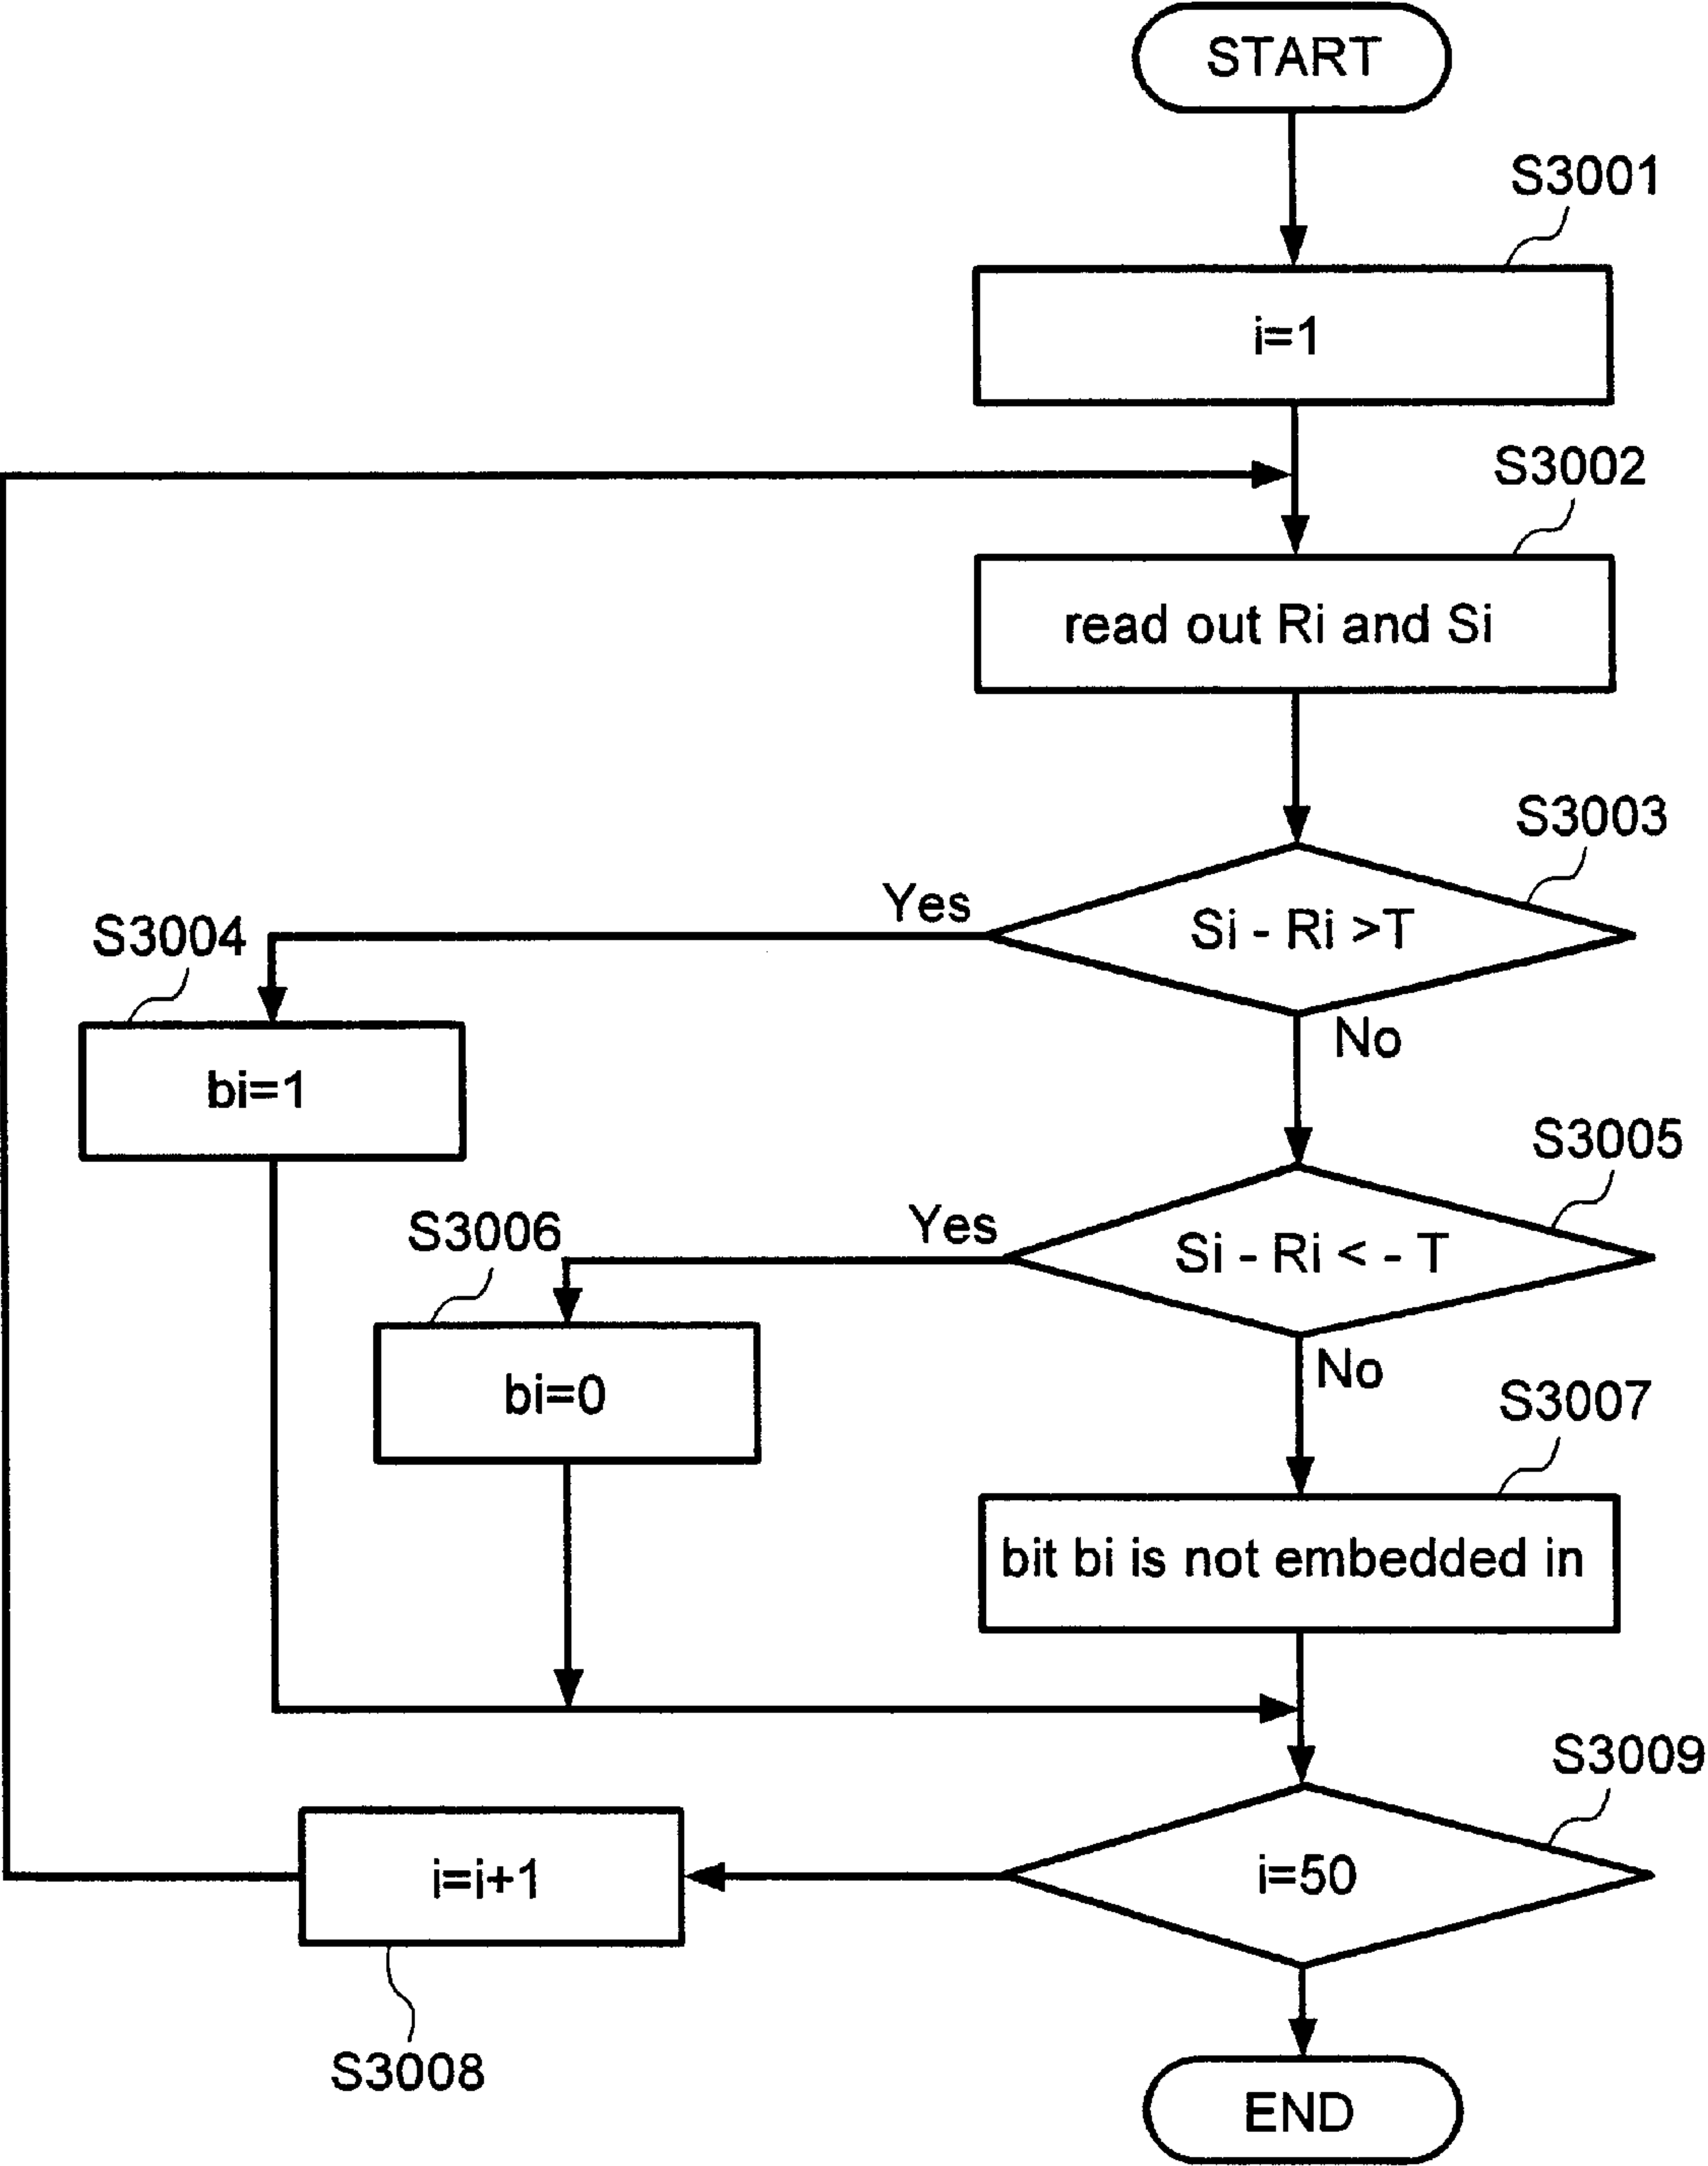 START
S3001
i=1
S3002
read out Ri and Si
S3003
Yes
Si - Ri >T
S3004
No
bi=1
S3005
Yes
S3006
Si - Ri < - T
No
bi=0
S3007
bit bi is not embedded in
S3009
i=i+1
i=50
S3008
END